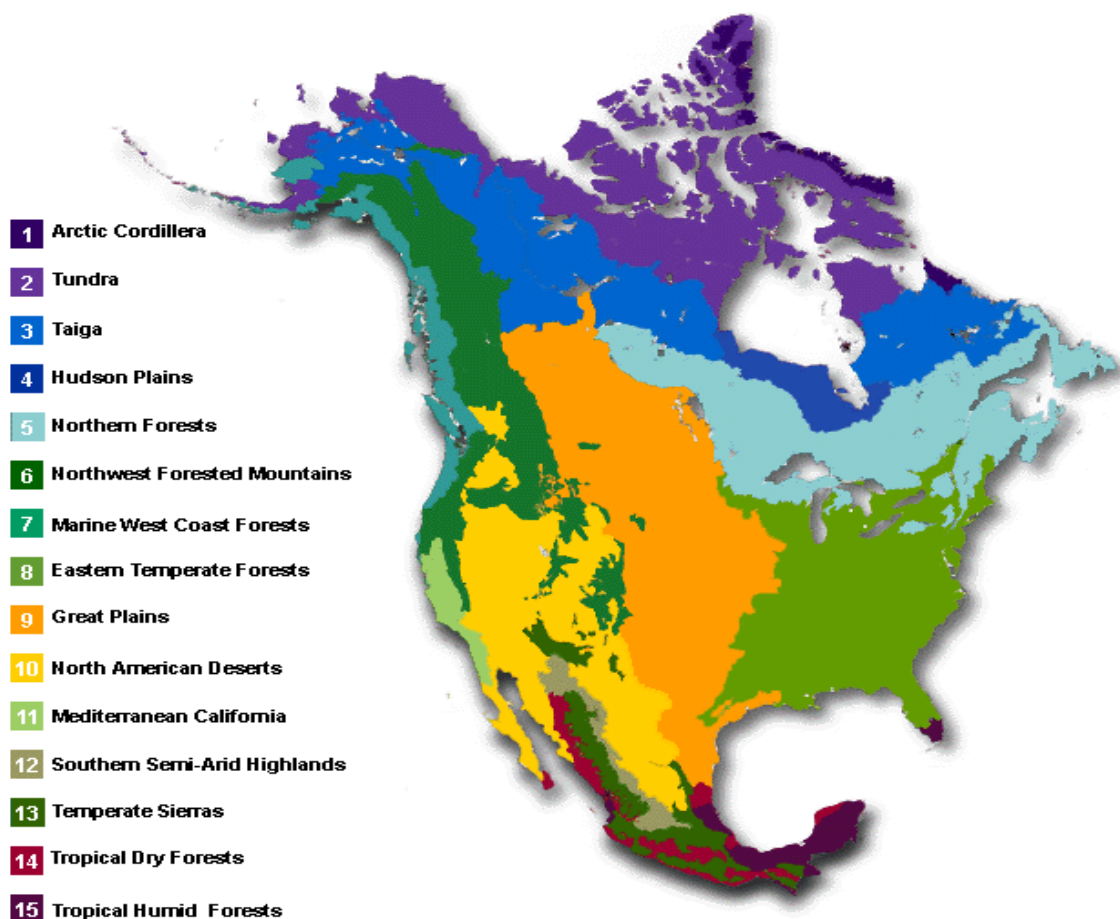 1 Arctic Cordillera
2 Tundra
3 Taiga
4 Hudson Plains
5 Northern Forests
6 Northwest Forested Mountains
7 Marine West Coast Forests
8 Eastern Temperate Forests
9 Great Plains
10 North American Deserts
11 Mediterranean California
12 Southern Semi-Arid Highlands
13 Temperate Sierras
14 Tropical Dry Forests
15 Tropical Humid Forests